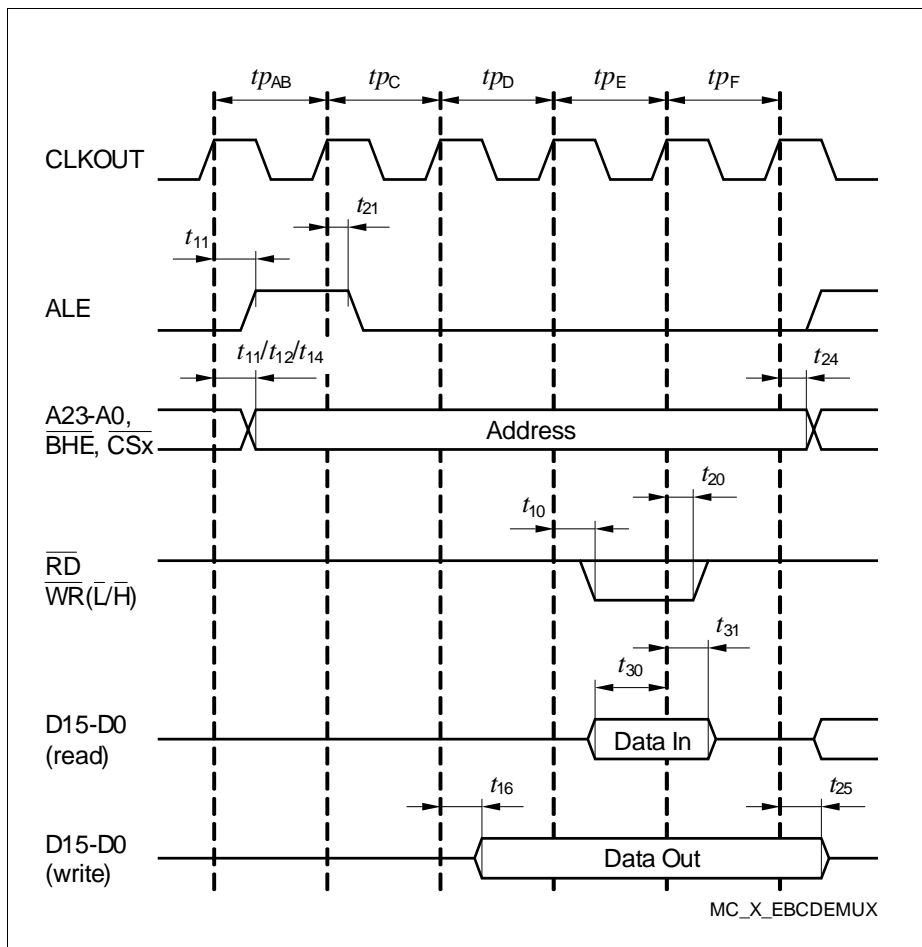 tpAB tpC tpD tpE tpF
CLKOUT
t21
t11
ALE
t11/t12/t14 t24
A23-A0,
BHE, CSx
Address
t20
t10
RD
WR(L/H)
t31
t30
D15-D0
(read)
Data In
t16 t25
D15-D0
(write)
Data Out
MC_X_EBCDEMUX